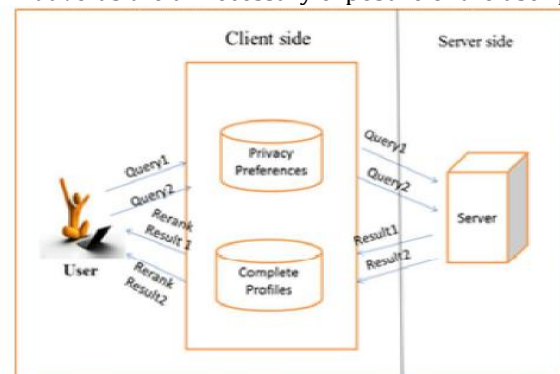 Client side
Server side
Query1
Query2
Rerank
Result 1
Rerank
Result2
User
Privacy
Preferences
Complete
Profiles
Query1
Query2
Result1
Result2
Server